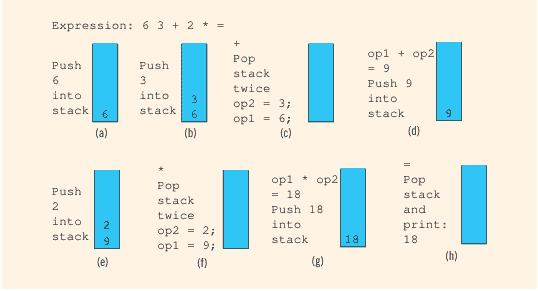 Expression: 6 3 + 2 * =
Push
6
into
stack
6
(a)
Push
3
into
stack
3
6
(b)
+
Pop
stack
twice
op2 = 3;
op1 = 6;
(c)
op1 + op2
= 9
Push 9
into
stack
9
(d)
Push
2
into
stack
2
9
(e)
*
Pop
stack
twice
op2 = 2;
op1 = 9;
(f)
op1 * op2
= 18
Push 18
into
stack
18
(g)
=
Pop
stack
and
print:
18
(h)